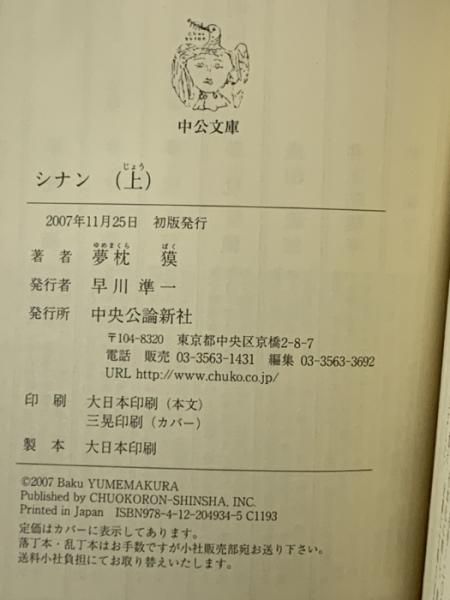 中公文庫
シナン（上）
じょう
2007年11月25日　初版発行
ゆめまくら　ばく
著者　夢枕　獏
発行者　早川準一
発行所　中央公論新社
〒104-8320　東京都中央区京橋2-8-7
電話　販売 03-3563-1431　編集 03-3563-3692
URL http://www.chuko.co.jp/
印刷　大日本印刷（本文）
三晃印刷（カバー）
製本　大日本印刷
©2007 Baku YUMEMAKURA
Published by CHUOKORON-SHINSHA, INC.
Printed in Japan　ISBN978-4-12-204934-5 C1193
定価はカバーに表示してあります。
落丁本・乱丁本はお手数ですが小社販売部宛お送り下さい。
送料小社負担にてお取り替えいたします。